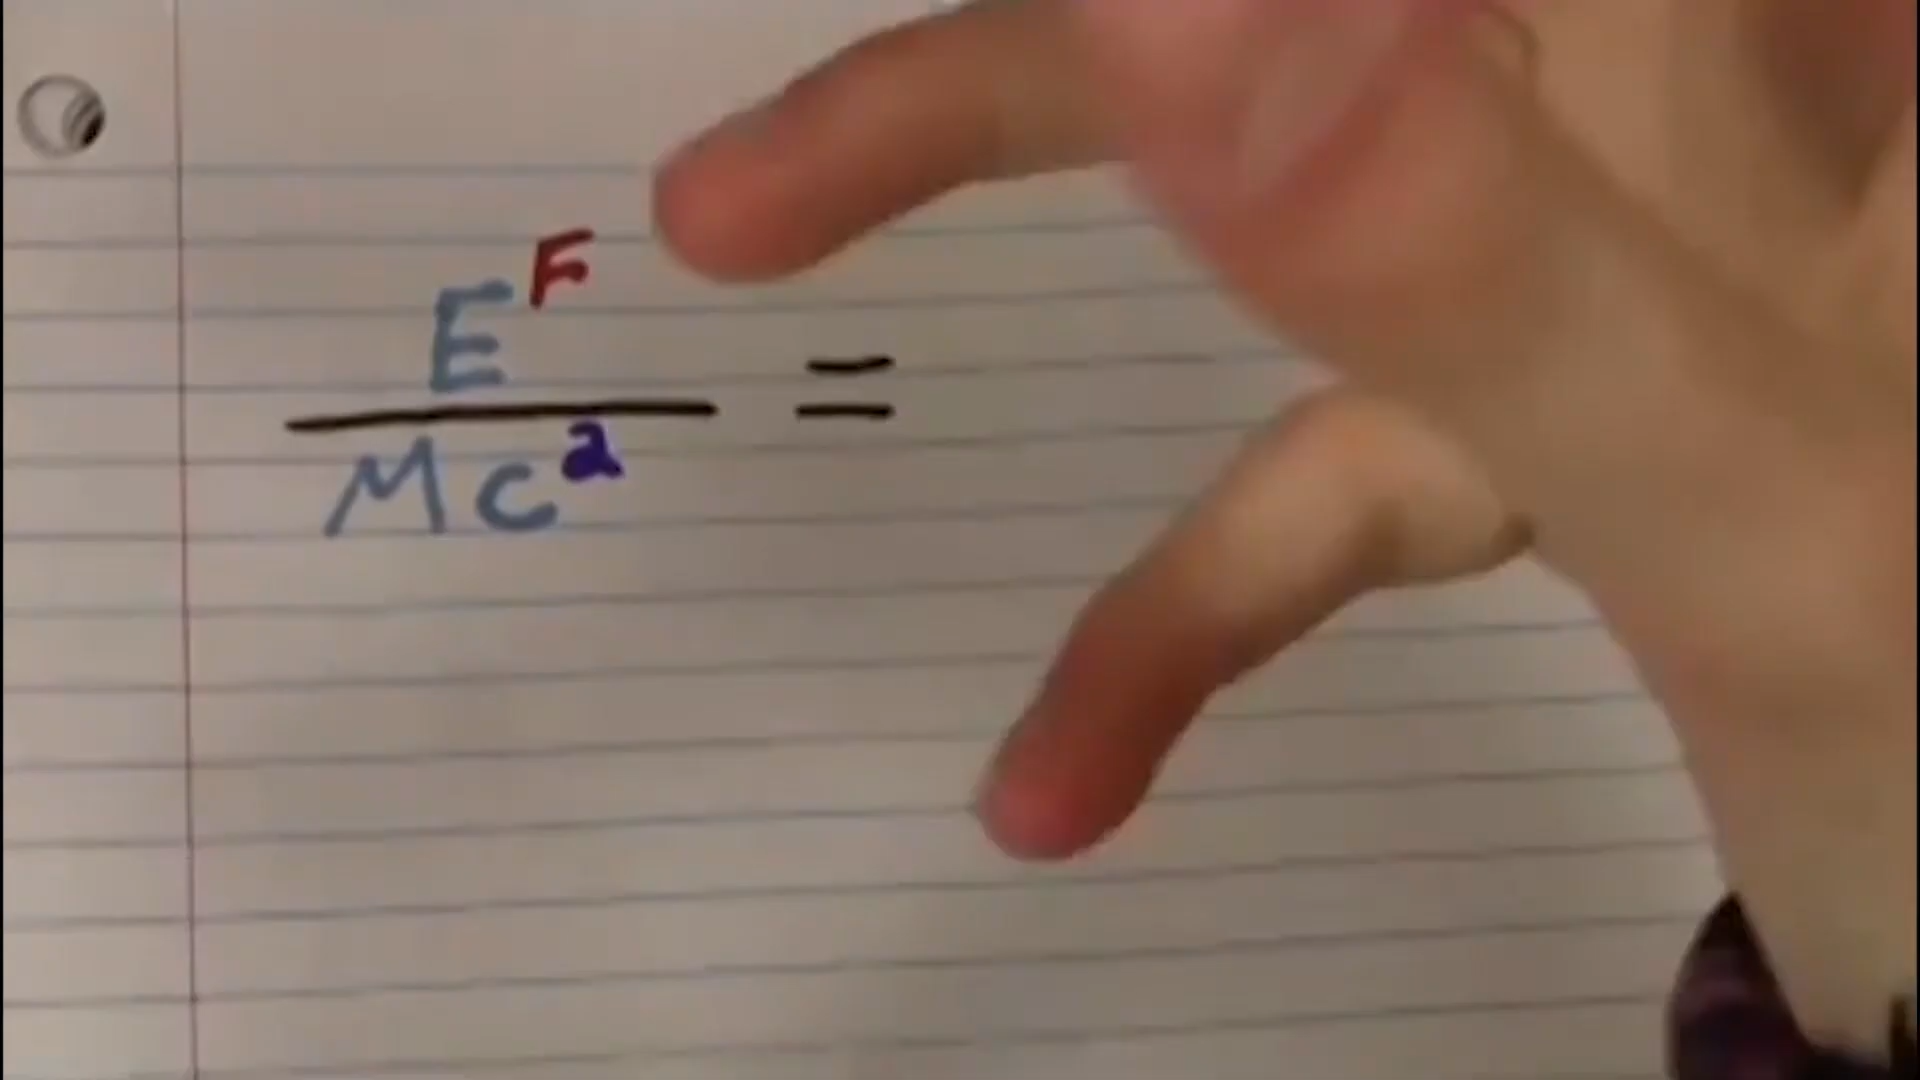 E^F =
Mc²